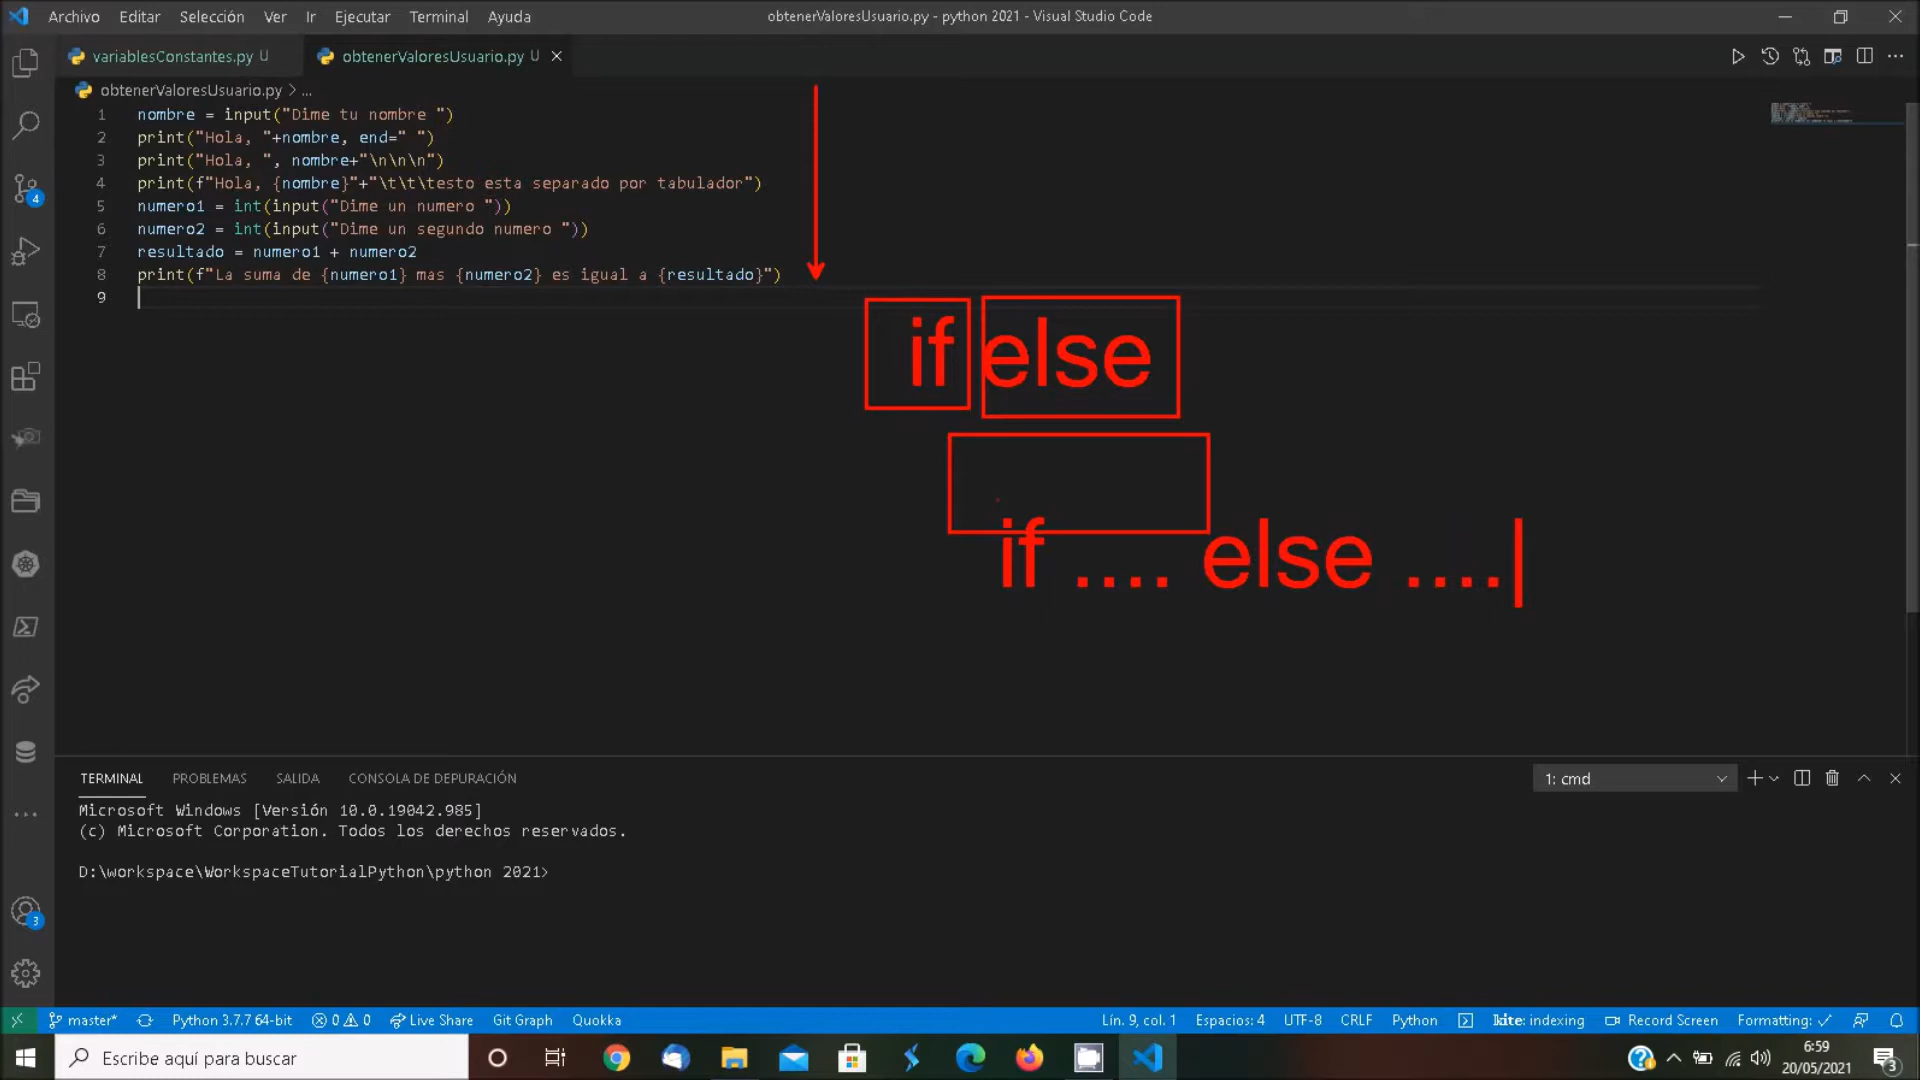 Archivo Editar Selección Ver Ir Ejecutar Terminal Ayuda
obtenerValoresUsuario.py - python 2021 - Visual Studio Code
variablesConstantes.py U
obtenerValoresUsuario.py U
obtenerValoresUsuario.py > ...
1 nombre = input("Dime tu nombre ")
2 print("Hola, "+nombre, end=" ")
3 print("Hola, ", nombre+"\n\n\n")
4 print(f"Hola, {nombre}"+"\t\t\testo esta separado por tabulador")
5 numero1 = int(input("Dime un numero "))
6 numero2 = int(input("Dime un segundo numero "))
7 resultado = numero1 + numero2
8 print(f"La suma de {numero1} mas {numero2} es igual a {resultado}")
9
if else
if .... else ....
4
3
TERMINAL PROBLEMAS SALIDA CONSOLA DE DEPURACIÓN
1: cmd
Microsoft Windows [Versión 10.0.19042.985]
(c) Microsoft Corporation. Todos los derechos reservados.
D:\workspace\WorkspaceTutorialPython\python 2021>
master* Python 3.7.7 64-bit 0 0 Live Share Git Graph Quokka
Lín. 9, col. 1 Espacios: 4 UTF-8 CRLF Python kite: indexing Record Screen Formatting: ✓
Escribe aquí para buscar
6:59
20/05/2021
3